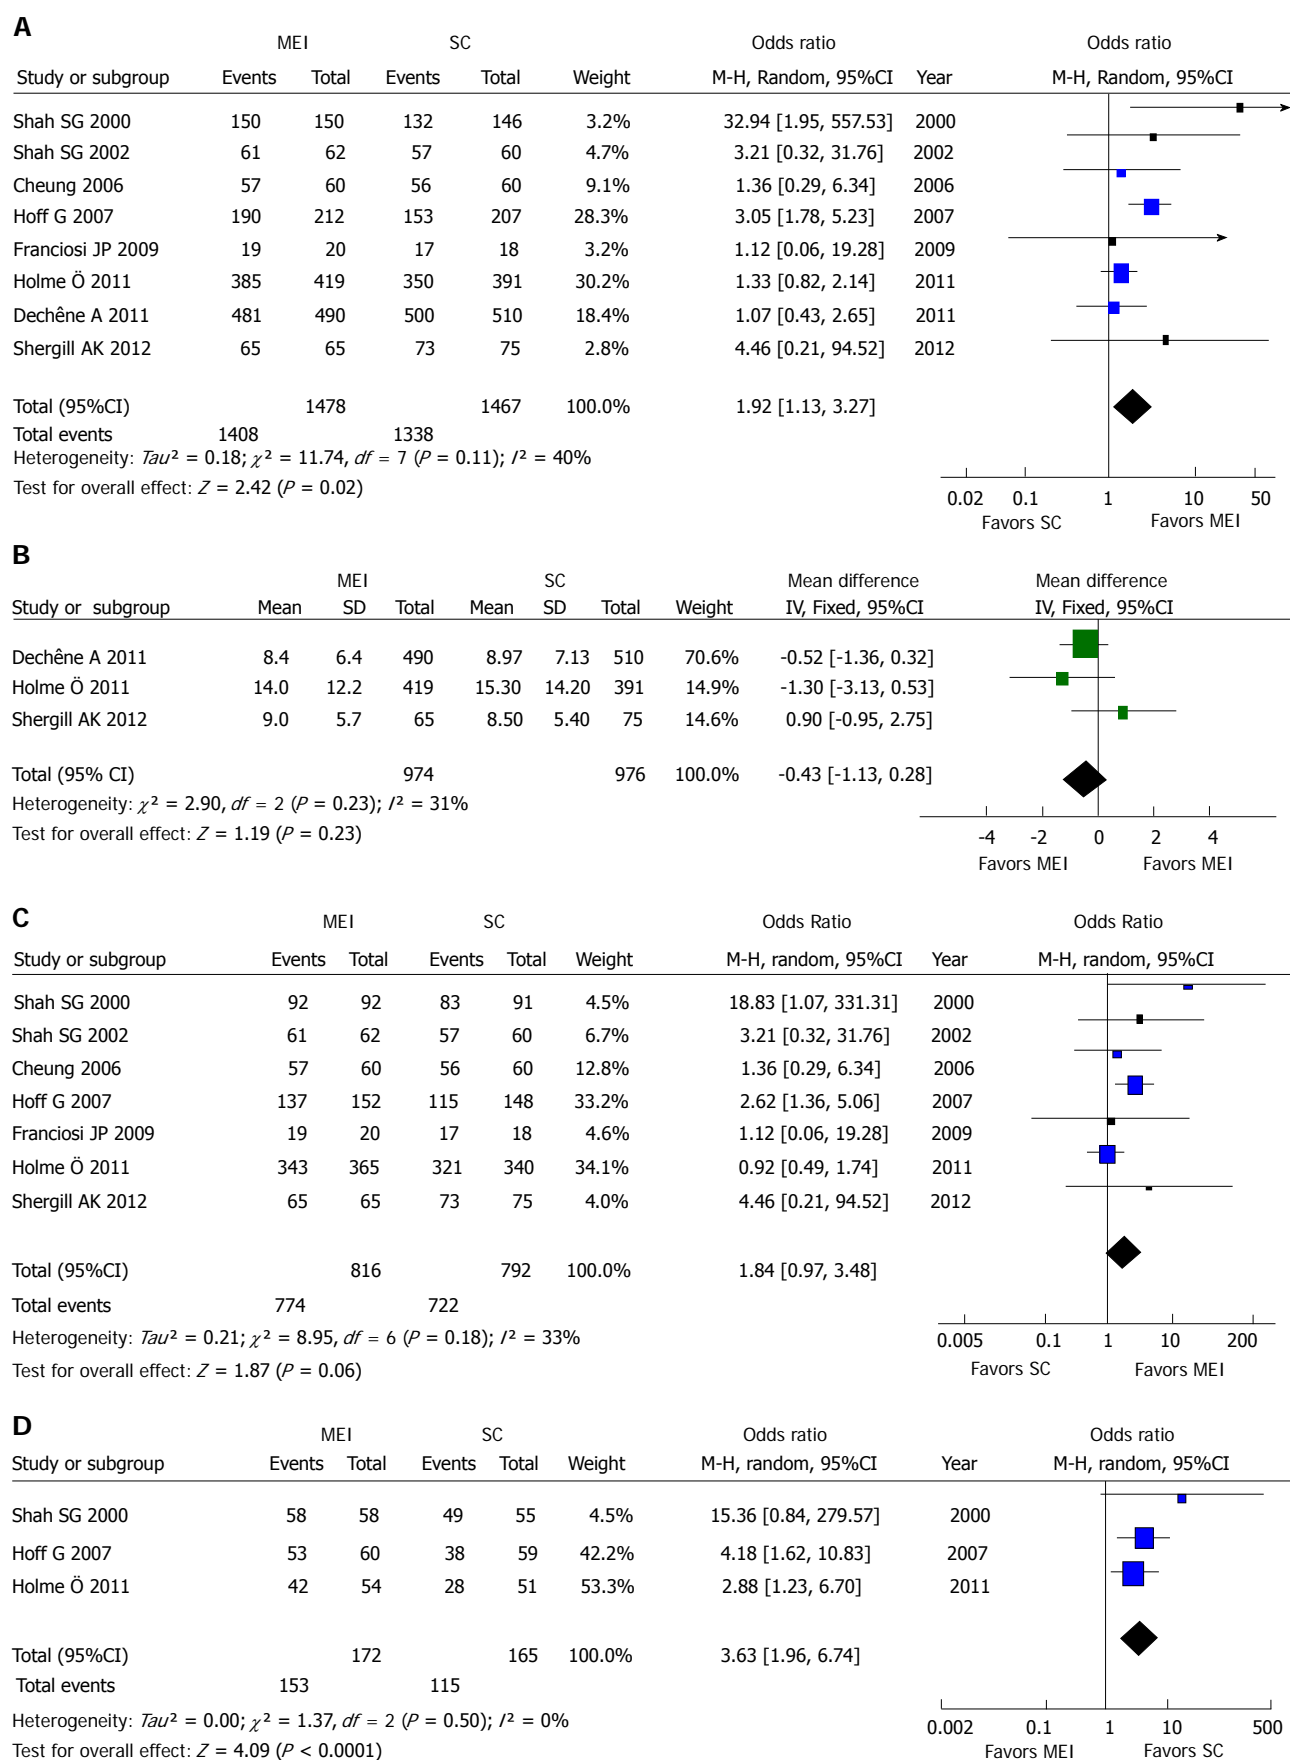 A
MEI SC Odds ratio Odds ratio
Study or subgroup Events Total Events Total Weight M-H, Random, 95%CI Year M-H, Random, 95%CI
Shah SG 2000 150 150 132 146 3.2% 32.94 [1.95, 557.53] 2000
Shah SG 2002 61 62 57 60 4.7% 3.21 [0.32, 31.76] 2002
Cheung 2006 57 60 56 60 9.1% 1.36 [0.29, 6.34] 2006
Hoff G 2007 190 212 153 207 28.3% 3.05 [1.78, 5.23] 2007
Franciosi JP 2009 19 20 17 18 3.2% 1.12 [0.06, 19.28] 2009
Holme Ö 2011 385 419 350 391 30.2% 1.33 [0.82, 2.14] 2011
Dechêne A 2011 481 490 500 510 18.4% 1.07 [0.43, 2.65] 2011
Shergill AK 2012 65 65 73 75 2.8% 4.46 [0.21, 94.52] 2012
Total (95%CI) 1478 1467 100.0% 1.92 [1.13, 3.27]
Total events 1408 1338
Heterogeneity: Tau² = 0.18; χ² = 11.74, df = 7 (P = 0.11); I² = 40%
Test for overall effect: Z = 2.42 (P = 0.02)
0.02 0.1 1 10 50
Favors SC Favors MEI
B
MEI SC Mean difference Mean difference
Study or subgroup Mean SD Total Mean SD Total Weight IV, Fixed, 95%CI IV, Fixed, 95%CI
Dechêne A 2011 8.4 6.4 490 8.97 7.13 510 70.6% -0.52 [-1.36, 0.32]
Holme Ö 2011 14.0 12.2 419 15.30 14.20 391 14.9% -1.30 [-3.13, 0.53]
Shergill AK 2012 9.0 5.7 65 8.50 5.40 75 14.6% 0.90 [-0.95, 2.75]
Total (95% CI) 974 976 100.0% -0.43 [-1.13, 0.28]
Heterogeneity: χ² = 2.90, df = 2 (P = 0.23); I² = 31%
Test for overall effect: Z = 1.19 (P = 0.23)
-4 -2 0 2 4
Favors MEI Favors MEI
C
MEI SC Odds Ratio Odds Ratio
Study or subgroup Events Total Events Total Weight M-H, random, 95%CI Year M-H, random, 95%CI
Shah SG 2000 92 92 83 91 4.5% 18.83 [1.07, 331.31] 2000
Shah SG 2002 61 62 57 60 6.7% 3.21 [0.32, 31.76] 2002
Cheung 2006 57 60 56 60 12.8% 1.36 [0.29, 6.34] 2006
Hoff G 2007 137 152 115 148 33.2% 2.62 [1.36, 5.06] 2007
Franciosi JP 2009 19 20 17 18 4.6% 1.12 [0.06, 19.28] 2009
Holme Ö 2011 343 365 321 340 34.1% 0.92 [0.49, 1.74] 2011
Shergill AK 2012 65 65 73 75 4.0% 4.46 [0.21, 94.52] 2012
Total (95%CI) 816 792 100.0% 1.84 [0.97, 3.48]
Total events 774 722
Heterogeneity: Tau² = 0.21; χ² = 8.95, df = 6 (P = 0.18); I² = 33%
Test for overall effect: Z = 1.87 (P = 0.06)
0.005 0.1 1 10 200
Favors SC Favors MEI
D
MEI SC Odds ratio Odds ratio
Study or subgroup Events Total Events Total Weight M-H, random, 95%CI Year M-H, random, 95%CI
Shah SG 2000 58 58 49 55 4.5% 15.36 [0.84, 279.57] 2000
Hoff G 2007 53 60 38 59 42.2% 4.18 [1.62, 10.83] 2007
Holme Ö 2011 42 54 28 51 53.3% 2.88 [1.23, 6.70] 2011
Total (95%CI) 172 165 100.0% 3.63 [1.96, 6.74]
Total events 153 115
Heterogeneity: Tau² = 0.00; χ² = 1.37, df = 2 (P = 0.50); I² = 0%
Test for overall effect: Z = 4.09 (P < 0.0001)
0.002 0.1 1 10 500
Favors MEI Favors SC